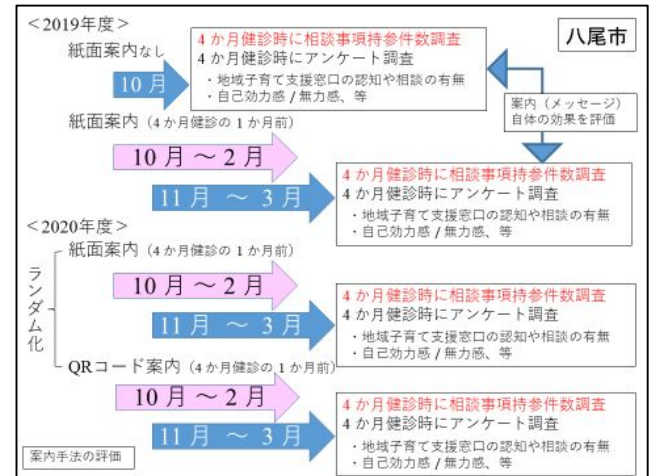 <2019年度>
八尾市
紙面案内なし
10月
4か月健診時に相談事項持参件数調査
4か月健診時にアンケート調査
・地域子育て支援窓口の認知や相談の有無
・自己効力感/無力感、等
案内（メッセージ）
自体の効果を評価
紙面案内（4か月健診の1か月前）
10月～2月
11月 ～ 3月
4か月健診時に相談事項持参件数調査
4か月健診時にアンケート調査
・地域子育て支援窓口の認知や相談の有無
・自己効力感/無力感、等
<2020年度>
ランダム化
紙面案内（4か月健診の1か月前）
10月～2月
11月 ～ 3月
4か月健診時に相談事項持参件数調査
4か月健診時にアンケート調査
・地域子育て支援窓口の認知や相談の有無
・自己効力感/無力感、等
QRコード案内（4か月健診の1か月前）
10月～2月
11月 ～ 3月
4か月健診時に相談事項持参件数調査
4か月健診時にアンケート調査
・地域子育て支援窓口の認知や相談の有無
・自己効力感/無力感、等
案内手法の評価